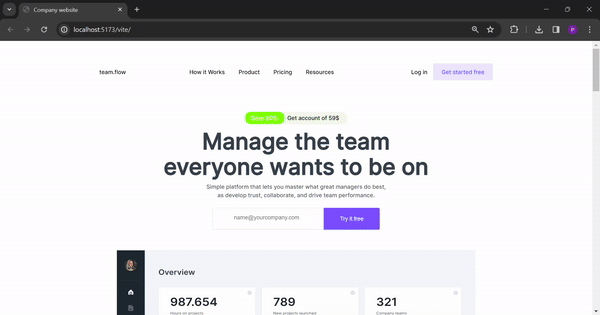 Company website
localhost:5173/vite/
P
team.flow
How it Works
Product
Pricing
Resources
Log in
Get started free
Get account of 59$
Manage the team
everyone wants to be on
Simple platform that lets you master what great managers do best,
as develop trust, collaborate, and drive team performance.
name@yourcompany.com
Try it free
Overview
987.654
789
321
Hours on projects
New projects launched
Company teams